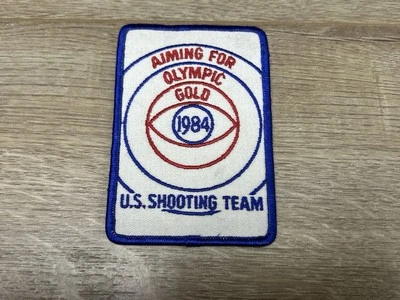 AIMING FOR
OLYMPIC
GOLD
1984
U.S. SHOOTING TEAM